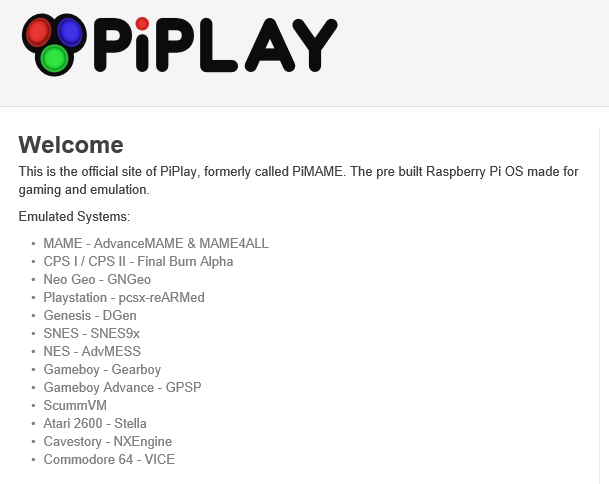 PiPLAY
Welcome
This is the official site of PiPlay, formerly called PiMAME. The pre built Raspberry Pi OS made for
gaming and emulation.
Emulated Systems:
• MAME - AdvanceMAME & MAME4ALL
• CPS I / CPS II - Final Burn Alpha
• Neo Geo - GNGeo
• Playstation - pcsx-reARMed
• Genesis - DGen
• SNES - SNES9x
• NES - AdvMESS
• Gameboy - Gearboy
• Gameboy Advance - GPSP
• ScummVM
• Atari 2600 - Stella
• Cavestory - NXEngine
• Commodore 64 - VICE